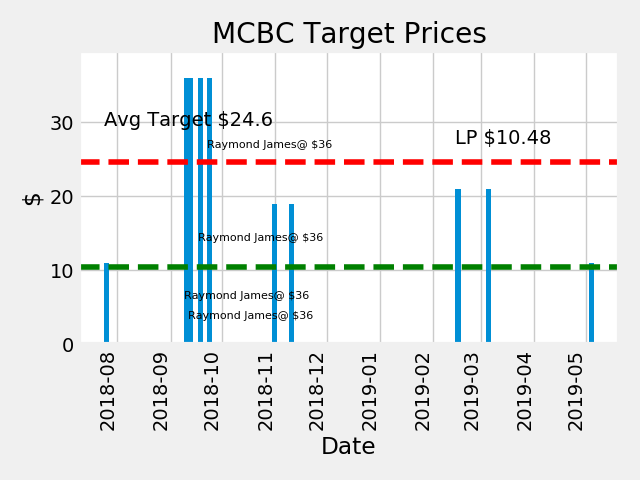 MCBC Target Prices
Avg Target $24.6
LP $10.48
Raymond James@ $36
Raymond James@ $36
Raymond James@ $36
Raymond James@ $36
$
30
20
10
0
2018-08
2018-09
2018-10
2018-11
2018-12
2019-01
2019-02
2019-03
2019-04
2019-05
Date